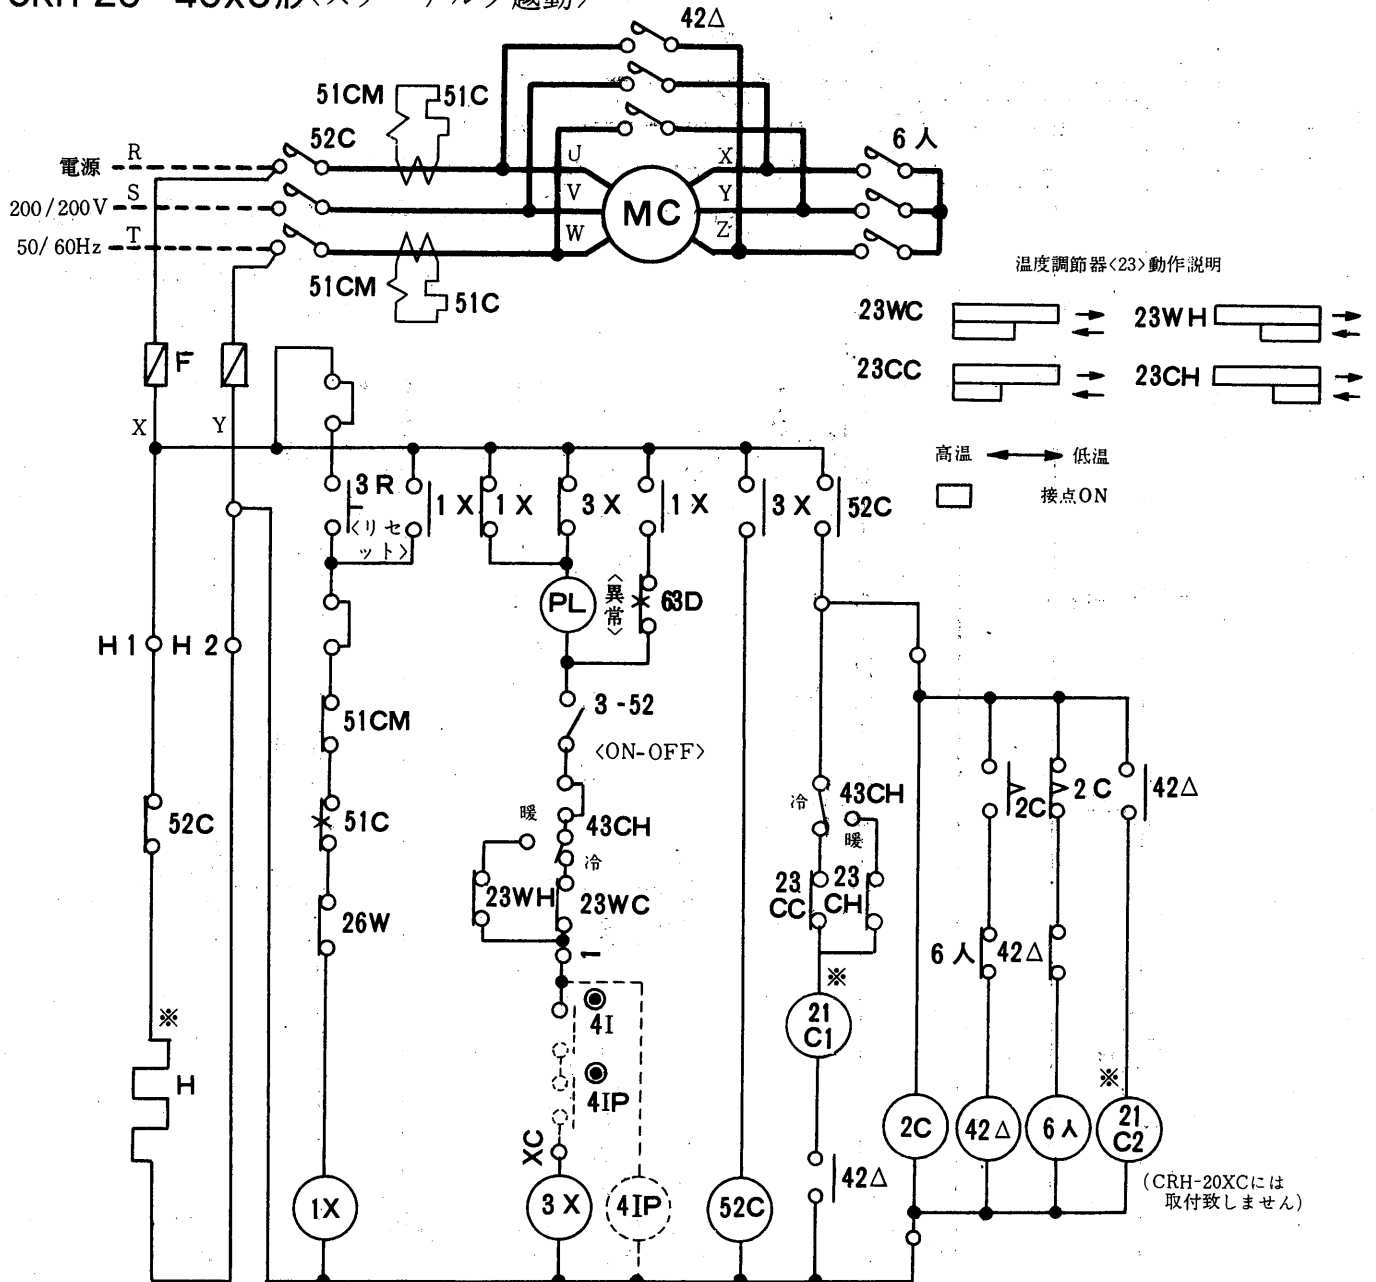 42Δ
51CM 51C
52C
6人
電源 R
S
200/200V
50/60Hz T
U
V
W
MC
X
Y
Z
51CM
51C
温度調節器〈23〉動作説明
23WC
23WH
23CC
23CH
高温 低温
接点ON
F
X
Y
3R
〈リセ
ット〉
1X
1X
3X
1X
3X
52C
PL
〈異常〉
63D
H1 H2
3-52
〈ON-OFF〉
51CM
51C
52C
26W
暖
43CH
冷
23WH
23WC
1
冷
43CH
暖
23
CC
23
CH
2C
2C
42Δ
6人
42Δ
※
H
4I
4IP
XC
※
21
C1
42Δ
※
1X
3X
4IP
52C
2C
42Δ
6人
21
C2
(CRH-20XCには
取付致しません)